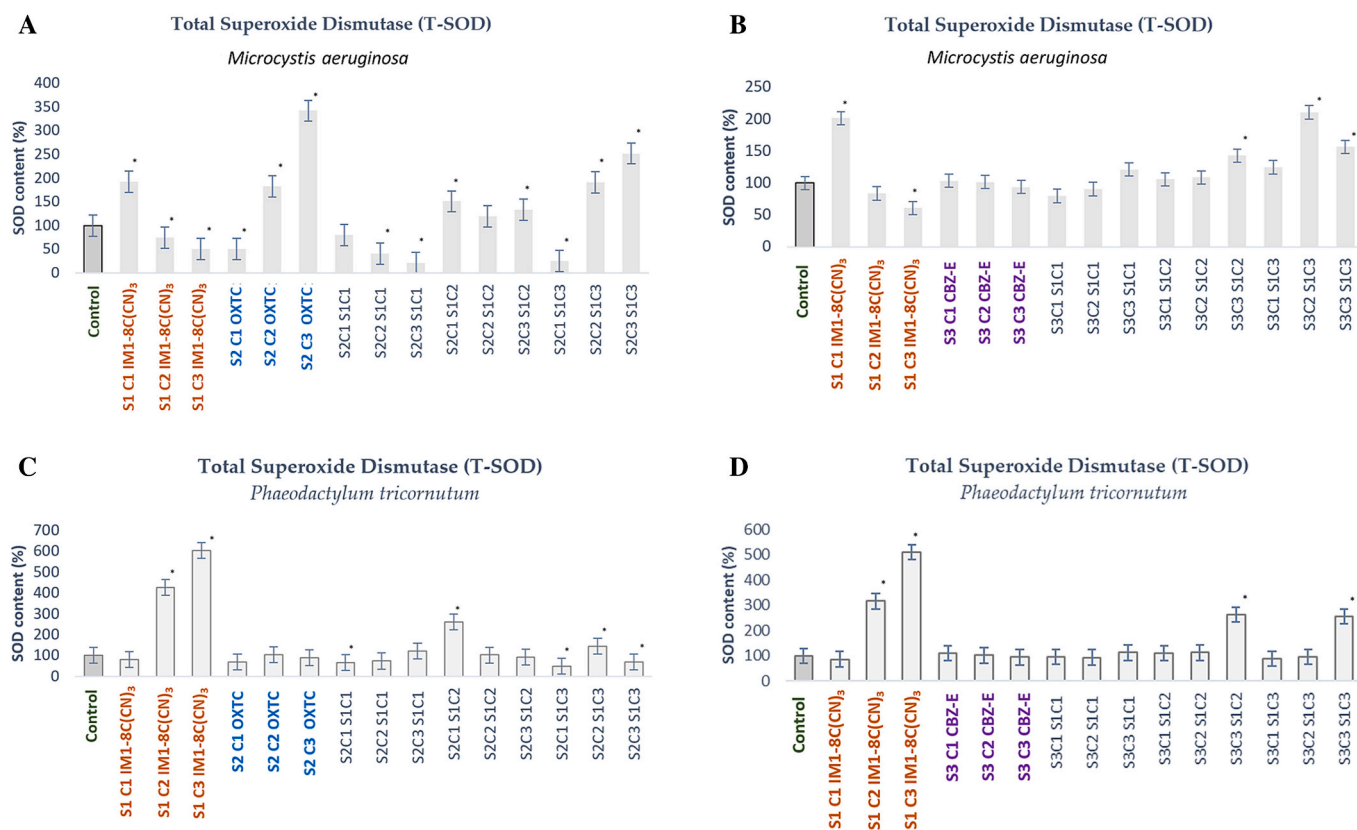 A
Total Superoxide Dismutase (T-SOD)
Microcystis aeruginosa
SOD content (%)
400
350
300
250
200
150
100
50
0
* * * * * * * * * * * * *
Control
S1 C1 IM1-8C(CN)₃
S1 C2 IM1-8C(CN)₃
S1 C3 IM1-8C(CN)₃
S2 C1 OXTC
S2 C2 OXTC
S2 C3 OXTC
S2C1 S1C1
S2C2 S1C1
S2C3 S1C1
S2C1 S1C2
S2C2 S1C2
S2C3 S1C2
S2C1 S1C3
S2C2 S1C3
S2C3 S1C3
B
Total Superoxide Dismutase (T-SOD)
Microcystis aeruginosa
SOD content (%)
250
200
150
100
50
0
* * * * *
Control
S1 C1 IM1-8C(CN)₃
S1 C2 IM1-8C(CN)₃
S1 C3 IM1-8C(CN)₃
S3 C1 CBZ-E
S3 C2 CBZ-E
S3 C3 CBZ-E
S3C1 S1C1
S3C2 S1C1
S3C3 S1C1
S3C1 S1C2
S3C2 S1C2
S3C3 S1C2
S3C1 S1C3
S3C2 S1C3
S3C3 S1C3
C
Total Superoxide Dismutase (T-SOD)
Phaeodactylum tricornutum
SOD content (%)
700
600
500
400
300
200
100
0
* * * * * * *
Control
S1 C1 IM1-8C(CN)₃
S1 C2 IM1-8C(CN)₃
S1 C3 IM1-8C(CN)₃
S2 C1 OXTC
S2 C2 OXTC
S2 C3 OXTC
S2C1 S1C1
S2C2 S1C1
S2C3 S1C1
S2C1 S1C2
S2C2 S1C2
S2C3 S1C2
S2C1 S1C3
S2C2 S1C3
S2C3 S1C3
D
Total Superoxide Dismutase (T-SOD)
Phaeodactylum tricornutum
SOD content (%)
600
500
400
300
200
100
0
* * * *
Control
S1 C1 IM1-8C(CN)₃
S1 C2 IM1-8C(CN)₃
S1 C3 IM1-8C(CN)₃
S3 C1 CBZ-E
S3 C2 CBZ-E
S3 C3 CBZ-E
S3C1 S1C1
S3C2 S1C1
S3C3 S1C1
S3C1 S1C2
S3C2 S1C2
S3C3 S1C2
S3C1 S1C3
S3C2 S1C3
S3C3 S1C3